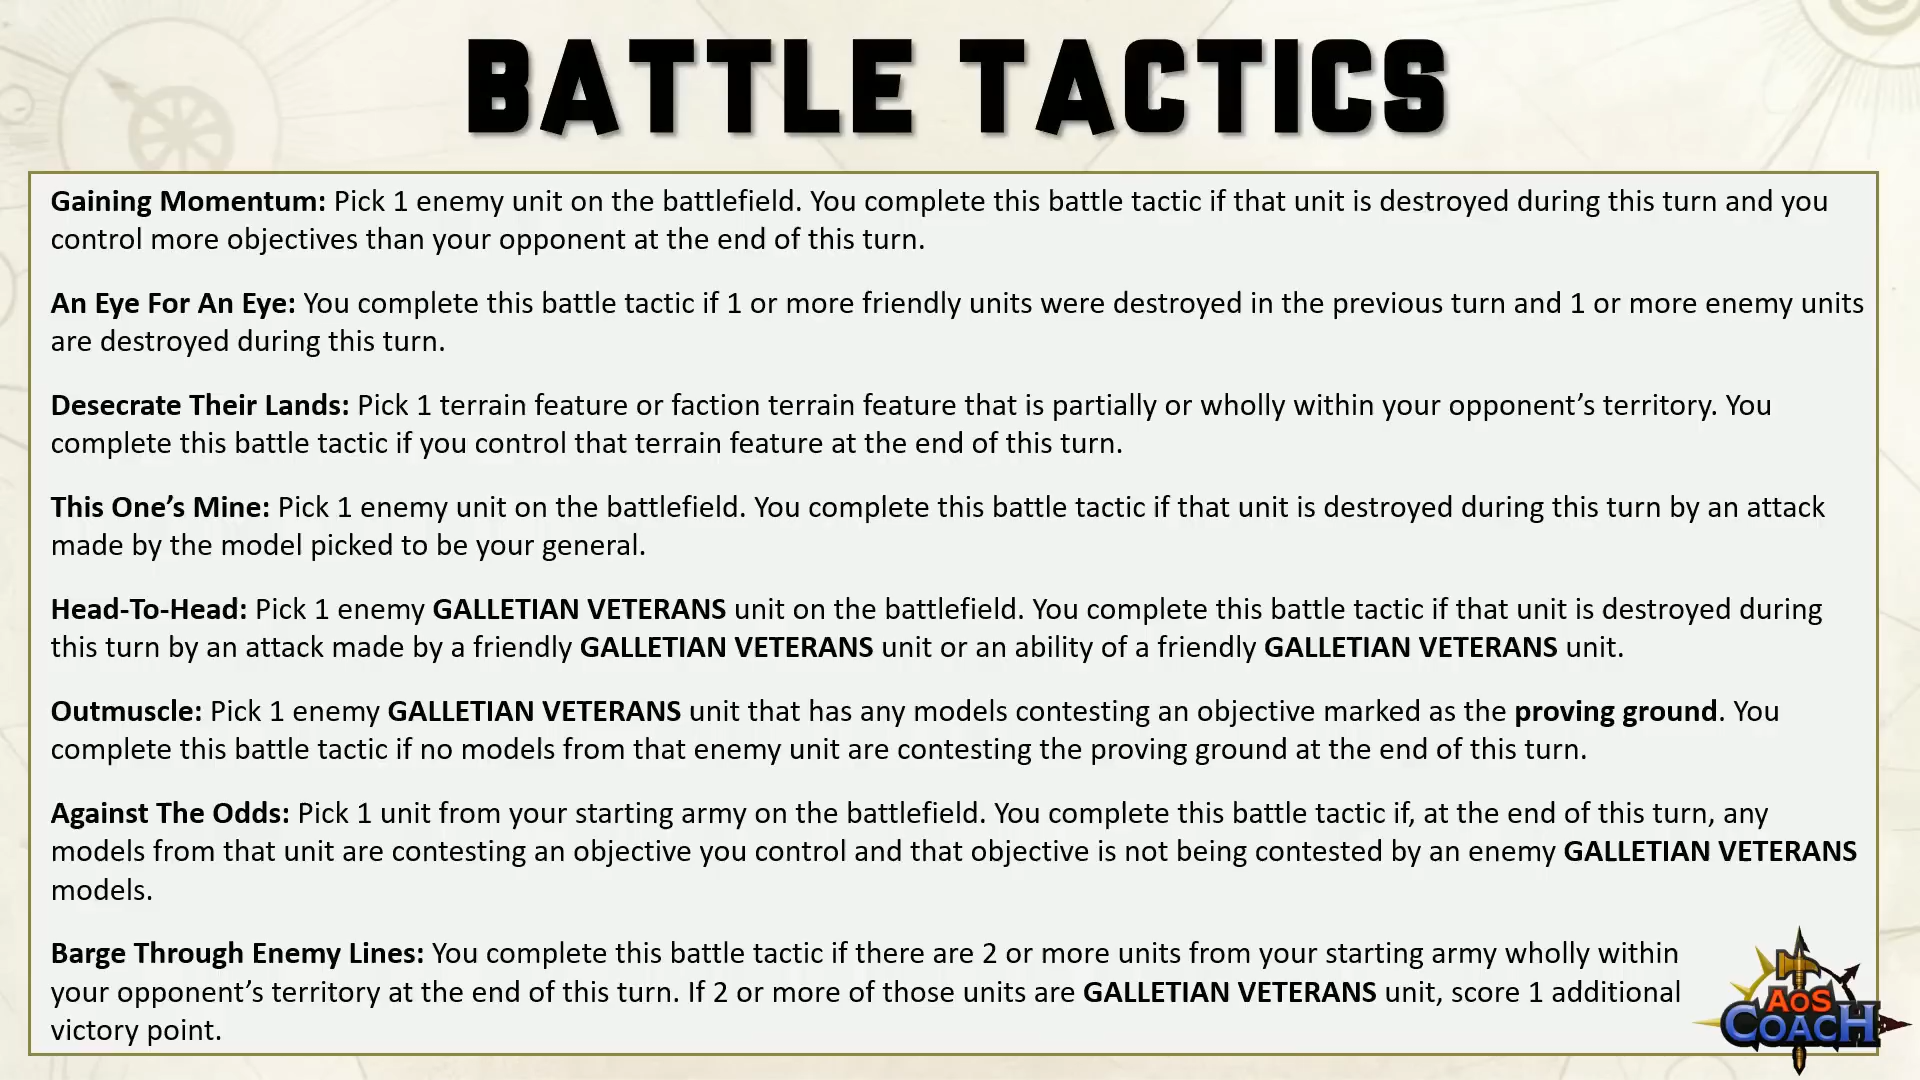 BATTLE TACTICS
Gaining Momentum: Pick 1 enemy unit on the battlefield. You complete this battle tactic if that unit is destroyed during this turn and you
control more objectives than your opponent at the end of this turn.
An Eye For An Eye: You complete this battle tactic if 1 or more friendly units were destroyed in the previous turn and 1 or more enemy units
are destroyed during this turn.
Desecrate Their Lands: Pick 1 terrain feature or faction terrain feature that is partially or wholly within your opponent’s territory. You
complete this battle tactic if you control that terrain feature at the end of this turn.
This One’s Mine: Pick 1 enemy unit on the battlefield. You complete this battle tactic if that unit is destroyed during this turn by an attack
made by the model picked to be your general.
Head-To-Head: Pick 1 enemy GALLETIAN VETERANS unit on the battlefield. You complete this battle tactic if that unit is destroyed during
this turn by an attack made by a friendly GALLETIAN VETERANS unit or an ability of a friendly GALLETIAN VETERANS unit.
Outmuscle: Pick 1 enemy GALLETIAN VETERANS unit that has any models contesting an objective marked as the proving ground. You
complete this battle tactic if no models from that enemy unit are contesting the proving ground at the end of this turn.
Against The Odds: Pick 1 unit from your starting army on the battlefield. You complete this battle tactic if, at the end of this turn, any
models from that unit are contesting an objective you control and that objective is not being contested by an enemy GALLETIAN VETERANS
models.
Barge Through Enemy Lines: You complete this battle tactic if there are 2 or more units from your starting army wholly within
your opponent’s territory at the end of this turn. If 2 or more of those units are GALLETIAN VETERANS unit, score 1 additional
victory point.
AoS
COACH